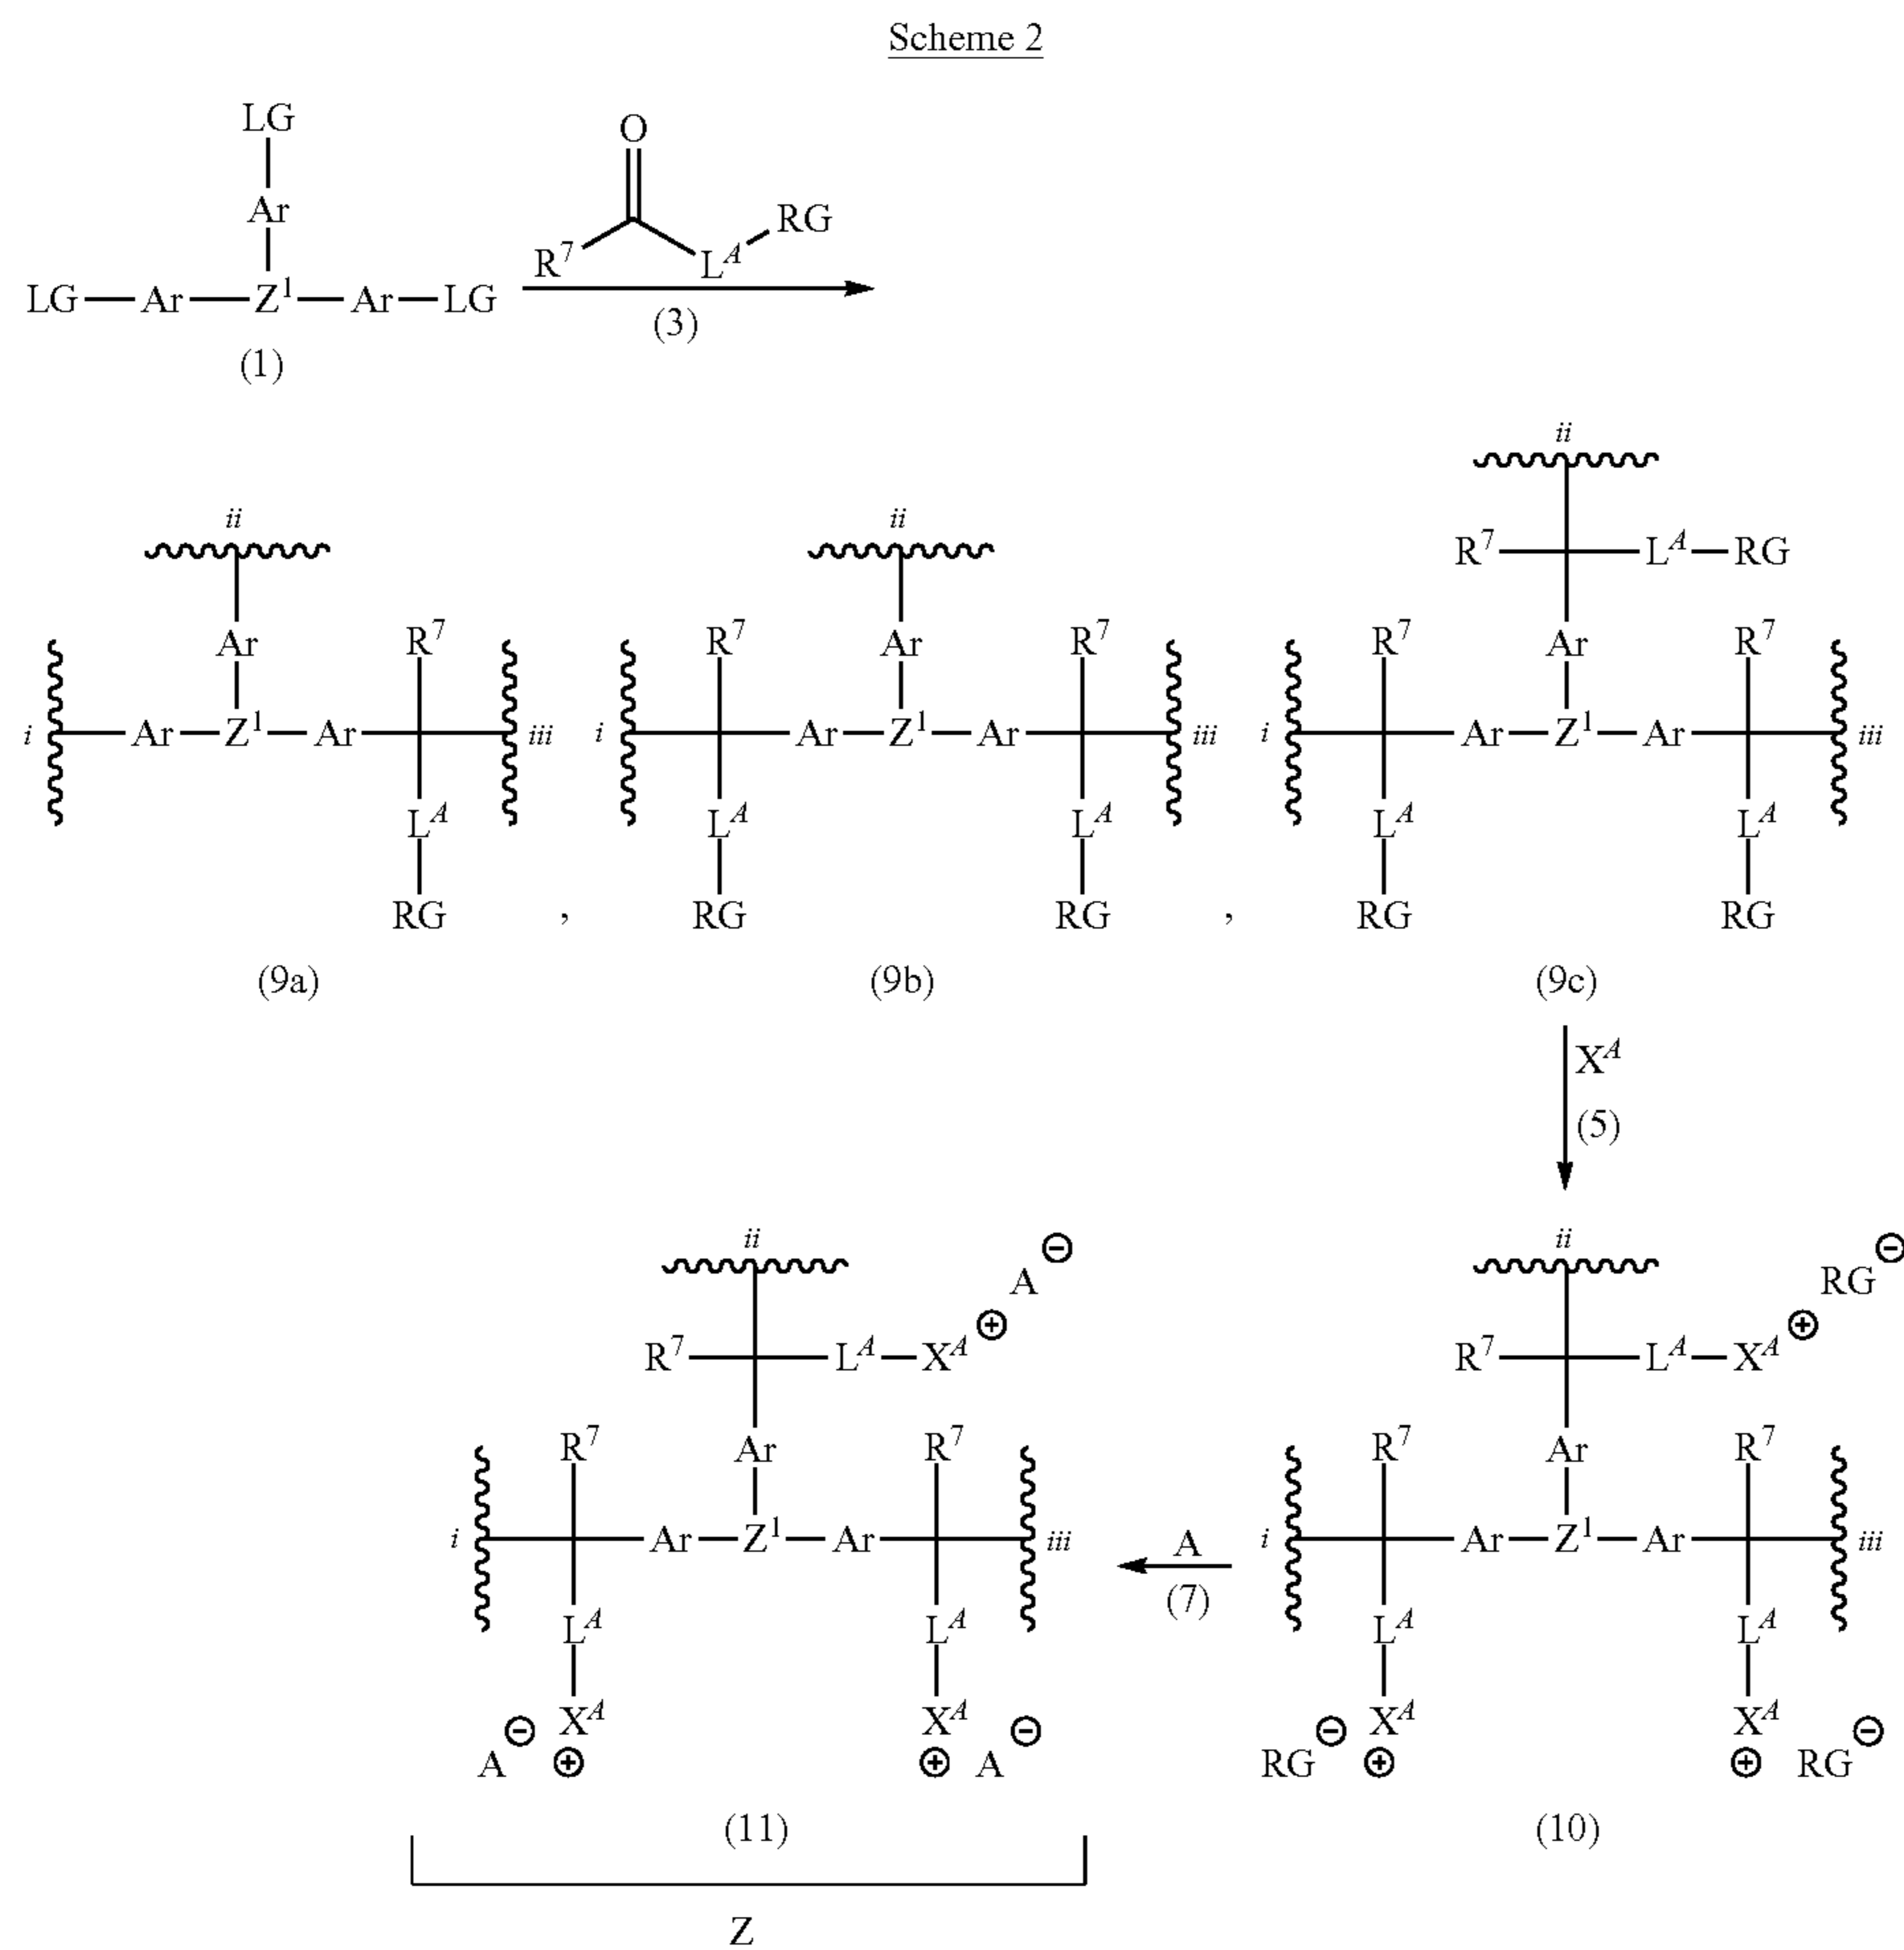 Scheme 2
LG
Ar
LG—Ar—Z¹—Ar—LG
(1)
O
R⁷ Lᴬ RG
(3)
ii
Ar R⁷
i Ar—Z¹—Ar iii
Lᴬ
RG
,
(9a)
ii
R⁷ Ar R⁷
i Ar—Z¹—Ar iii
Lᴬ Lᴬ
RG RG
,
(9b)
ii
R⁷ Lᴬ—RG
R⁷ Ar R⁷
i Ar—Z¹—Ar iii
Lᴬ Lᴬ
RG RG
(9c)
Xᴬ
(5)
ii
A ⊖
R⁷ Lᴬ—Xᴬ ⊕
R⁷ Ar R⁷
i Ar—Z¹—Ar iii
Lᴬ Lᴬ
A ⊖ Xᴬ ⊕ Xᴬ ⊕ A ⊖
(11)
Z
A
(7)
ii
RG ⊖
R⁷ Lᴬ—Xᴬ ⊕
R⁷ Ar R⁷
i Ar—Z¹—Ar iii
Lᴬ Lᴬ
RG ⊖ Xᴬ ⊕ Xᴬ ⊕ RG ⊖
(10)